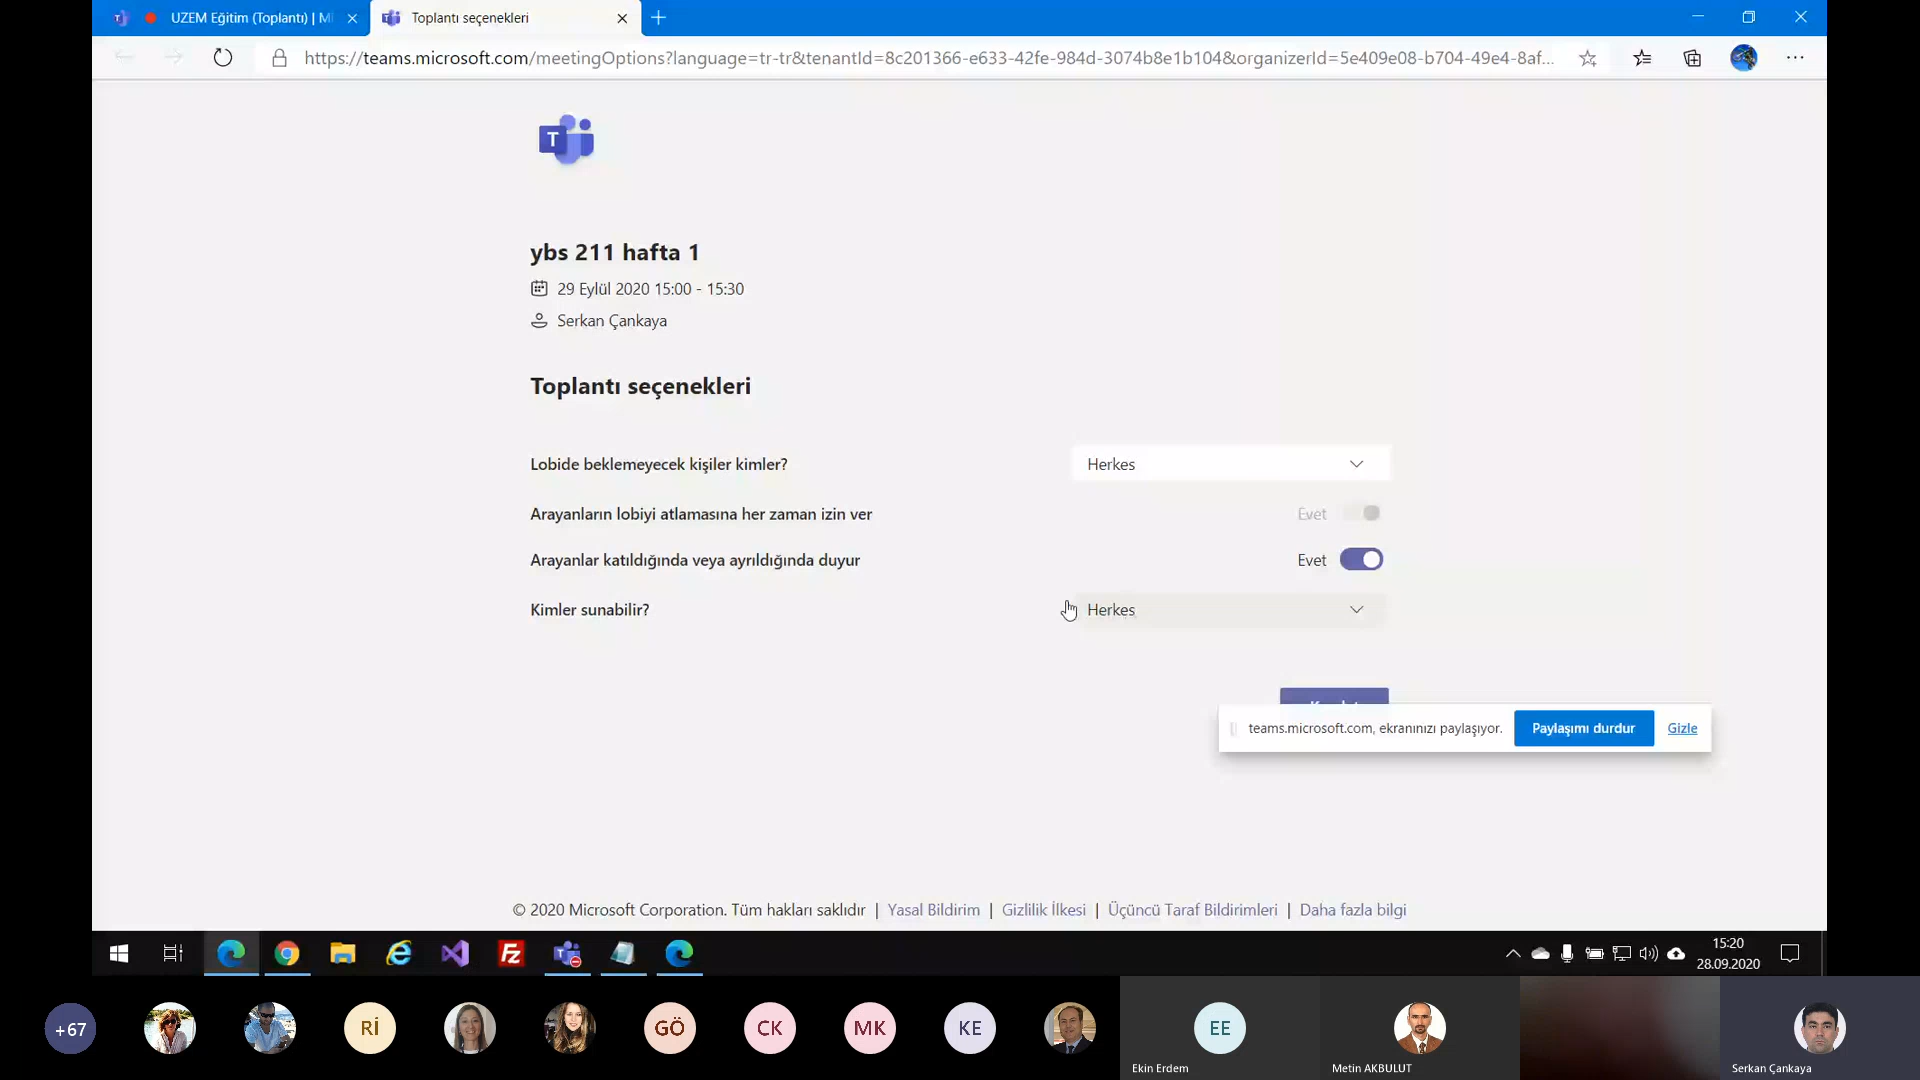 UZEM Eğitim (Toplantı) | Mi
Toplantı seçenekleri
https://teams.microsoft.com/meetingOptions?language=tr-tr&tenantId=8c201366-e633-42fe-984d-3074b8e1b104&organizerId=5e409e08-b704-49e4-8af...
T
ybs 211 hafta 1
29 Eylül 2020 15:00 - 15:30
Serkan Çankaya
Toplantı seçenekleri
Lobide beklemeyecek kişiler kimler? Herkes
Arayanların lobiyi atlamasına her zaman izin ver Evet
Arayanlar katıldığında veya ayrıldığında duyur Evet
Kimler sunabilir? Herkes
teams.microsoft.com, ekranınızı paylaşıyor. Paylaşımı durdur Gizle
© 2020 Microsoft Corporation. Tüm hakları saklıdır | Yasal Bildirim | Gizlilik İlkesi | Üçüncü Taraf Bildirimleri | Daha fazla bilgi
15:20
28.09.2020
+67 Rİ GÖ CK MK KE EE
Ekin Erdem Metin AKBULUT Serkan Çankaya